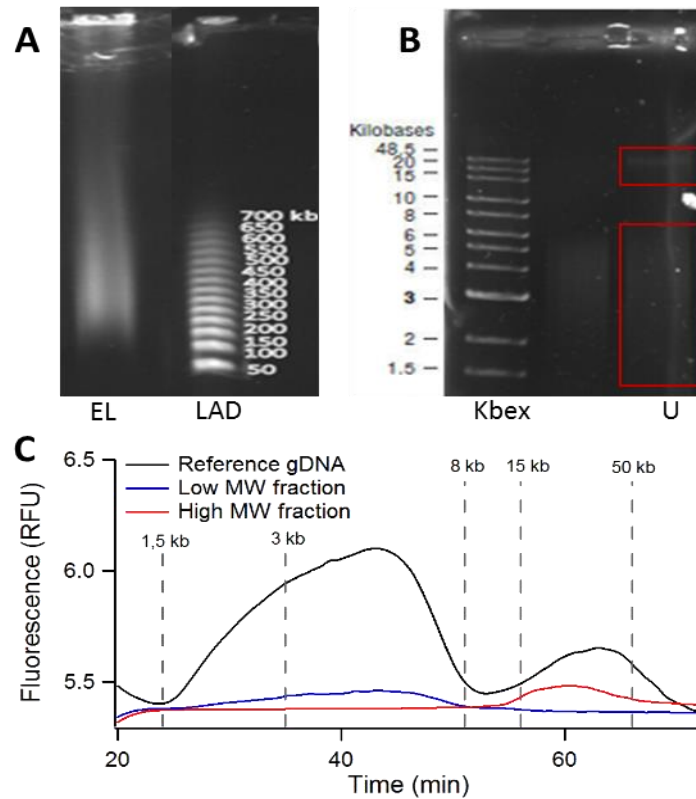 A
700 kb
650
600
550
500
450
400
350
300
250
200
150
100
50
EL
LAD
B
Kilobases
48.5
20
15
10
8
6
5
4
3
2
1.5
Kbex
U
C
Reference gDNA
Low MW fraction
High MW fraction
1,5 kb
3 kb
8 kb
15 kb
50 kb
Fluorescence (RFU)
6.5
6.0
5.5
20
40
60
Time (min)